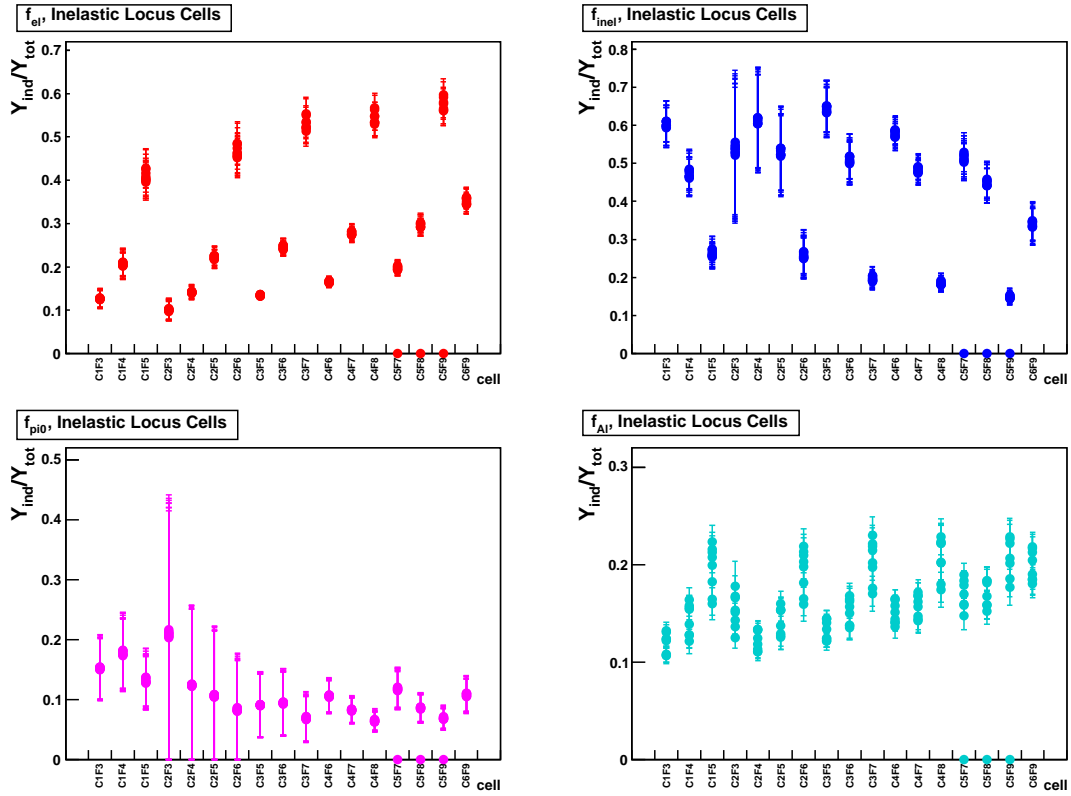 f_el, Inelastic Locus Cells
Y_ind/Y_tot
0.7
0.6
0.5
0.4
0.3
0.2
0.1
0
C1F3 C1F4 C1F5 C2F3 C2F4 C2F5 C2F6 C3F5 C3F6 C3F7 C4F6 C4F7 C4F8 C5F7 C5F8 C5F9 C6F9
cell
f_inel, Inelastic Locus Cells
Y_ind/Y_tot
0.8
0.7
0.6
0.5
0.4
0.3
0.2
0.1
0
C1F3 C1F4 C1F5 C2F3 C2F4 C2F5 C2F6 C3F5 C3F6 C3F7 C4F6 C4F7 C4F8 C5F7 C5F8 C5F9 C6F9
cell
f_pi0, Inelastic Locus Cells
Y_ind/Y_tot
0.5
0.4
0.3
0.2
0.1
0
C1F3 C1F4 C1F5 C2F3 C2F4 C2F5 C2F6 C3F5 C3F6 C3F7 C4F6 C4F7 C4F8 C5F7 C5F8 C5F9 C6F9
cell
f_Al, Inelastic Locus Cells
Y_ind/Y_tot
0.3
0.2
0.1
0
C1F3 C1F4 C1F5 C2F3 C2F4 C2F5 C2F6 C3F5 C3F6 C3F7 C4F6 C4F7 C4F8 C5F7 C5F8 C5F9 C6F9
cell